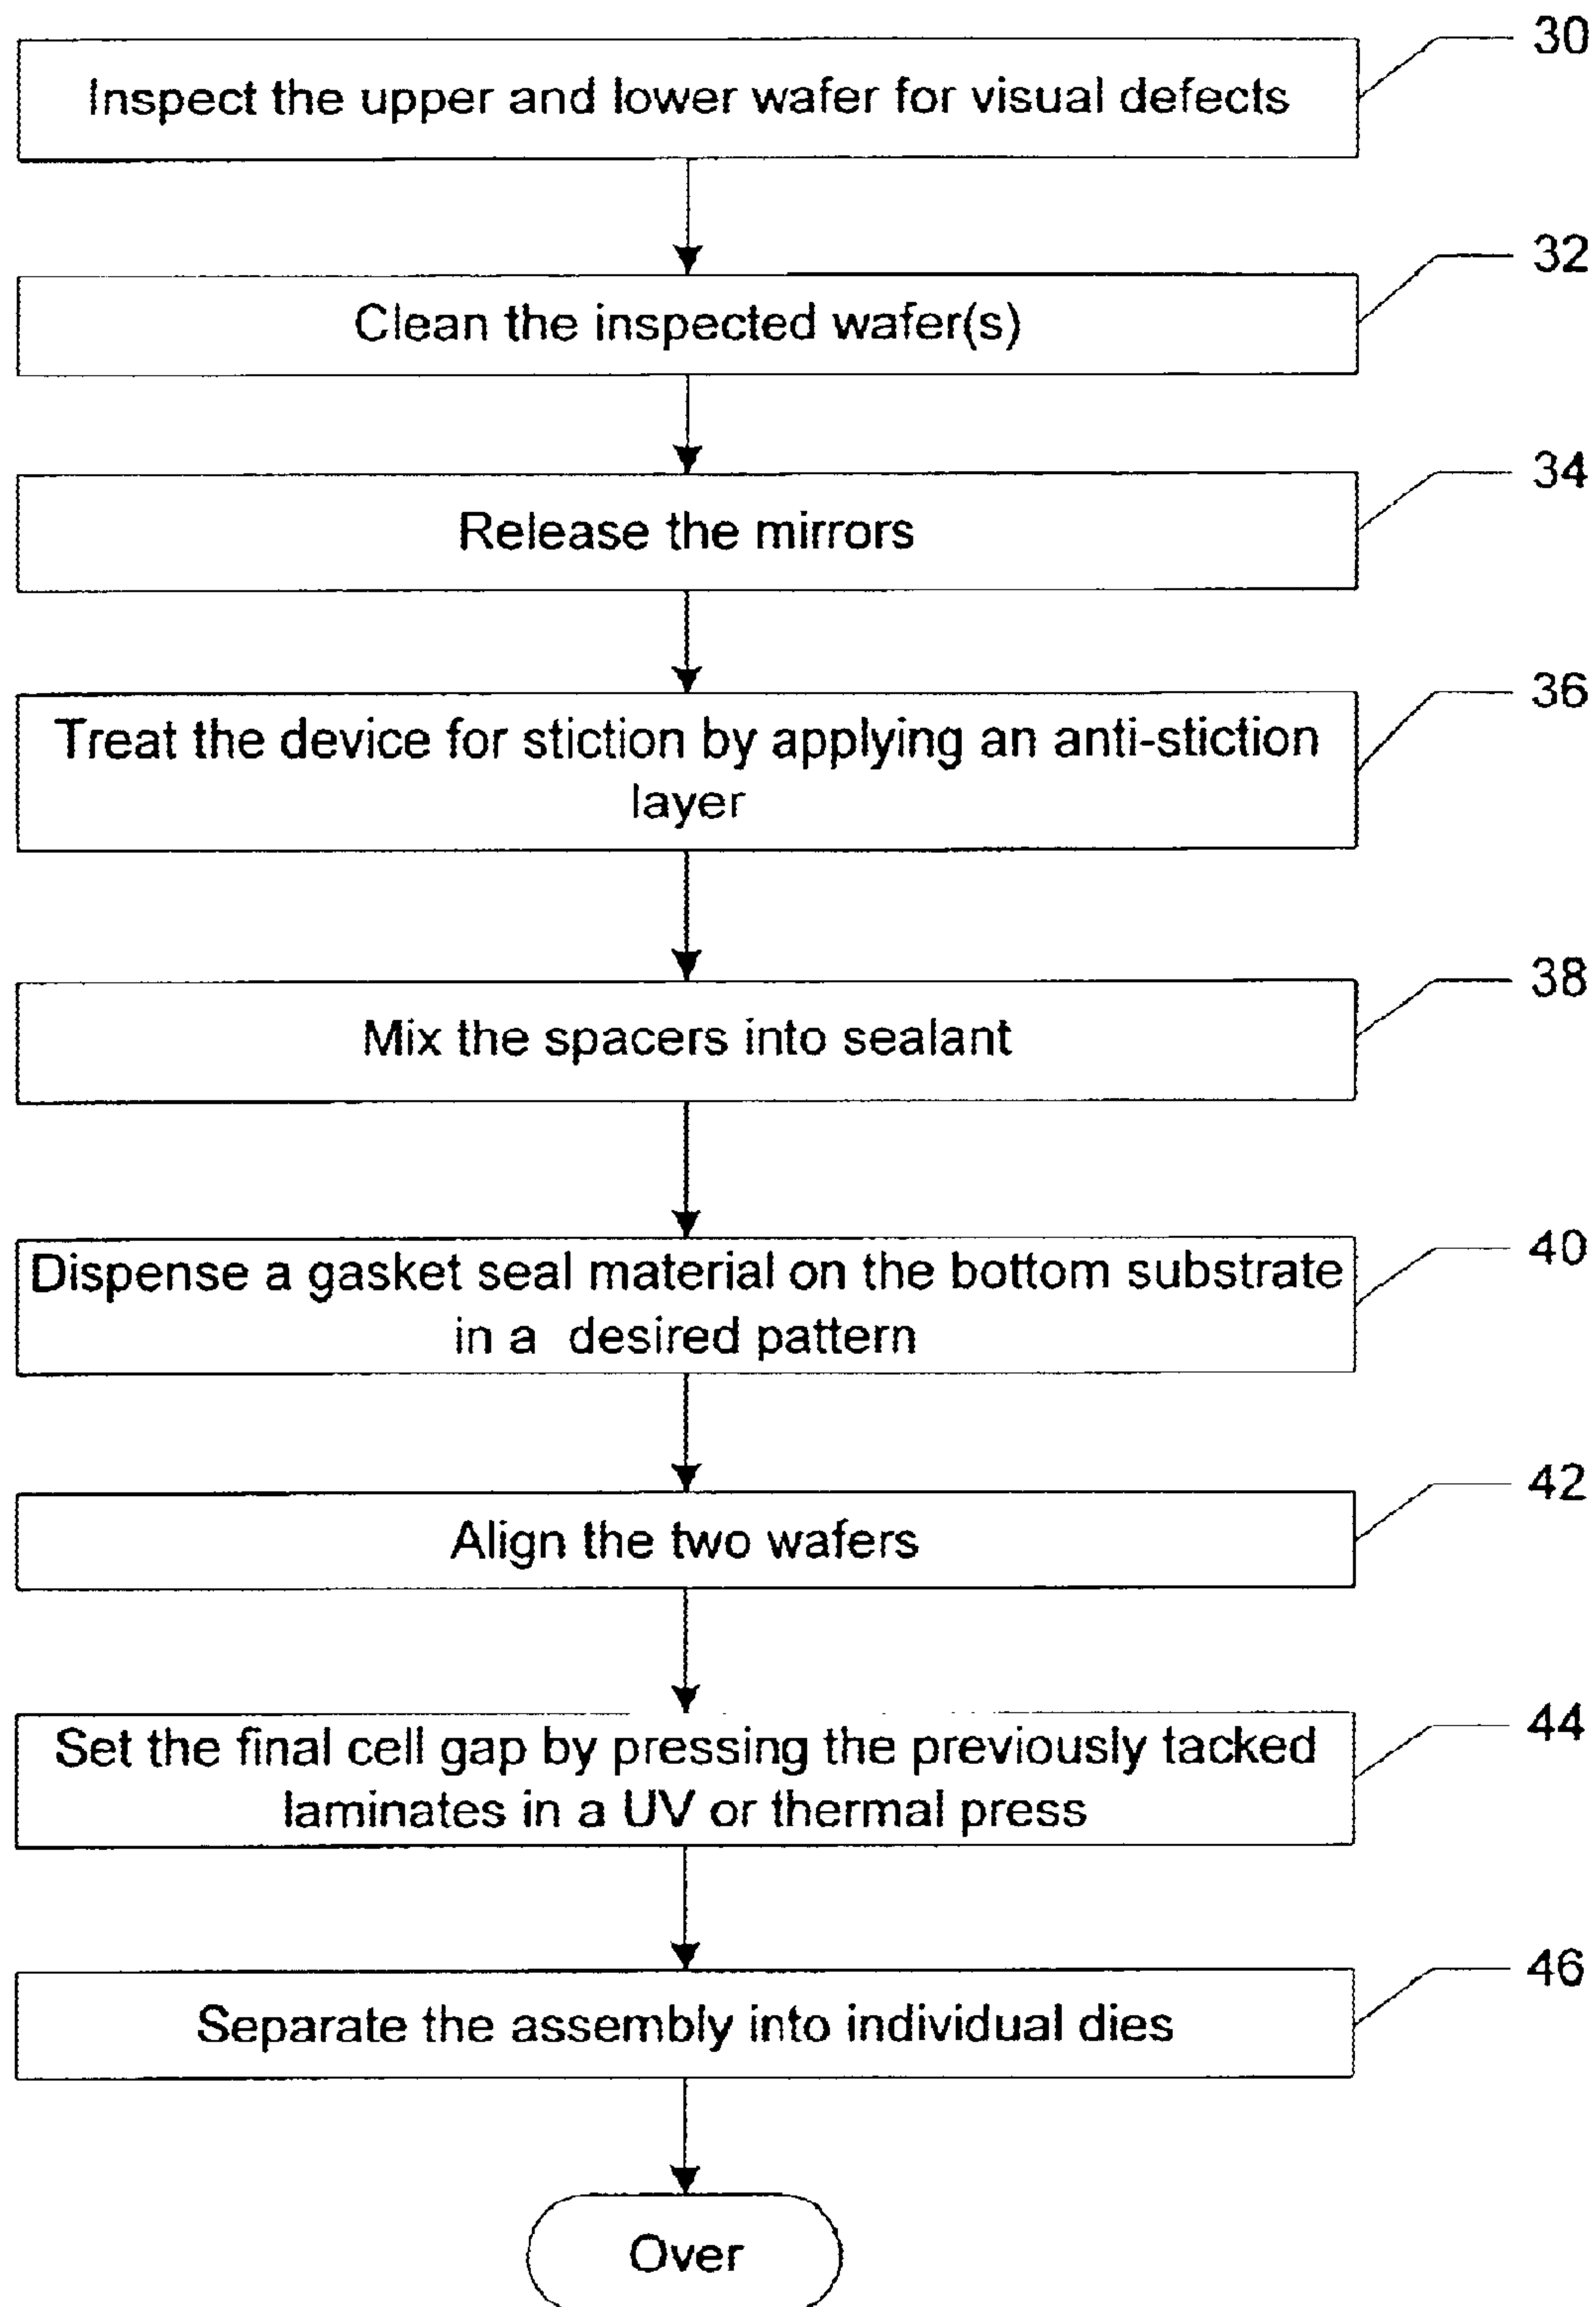 30
Inspect the upper and lower wafer for visual defects
32
Clean the inspected wafer(s)
34
Release the mirrors
36
Treat the device for stiction by applying an anti-stiction
layer
38
Mix the spacers into sealant
40
Dispense a gasket seal material on the bottom substrate
in a desired pattern
42
Align the two wafers
44
Set the final cell gap by pressing the previously tacked
laminates in a UV or thermal press
46
Separate the assembly into individual dies
Over